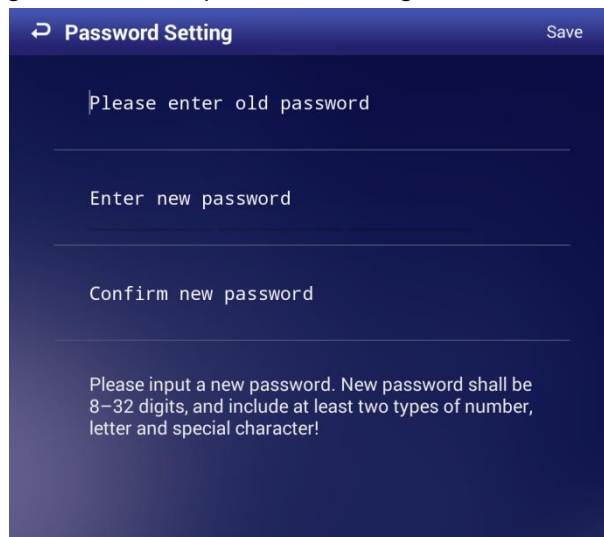 Password Setting
Save
Please enter old password
Enter new password
Confirm new password
Please input a new password. New password shall be
8–32 digits, and include at least two types of number,
letter and special character!